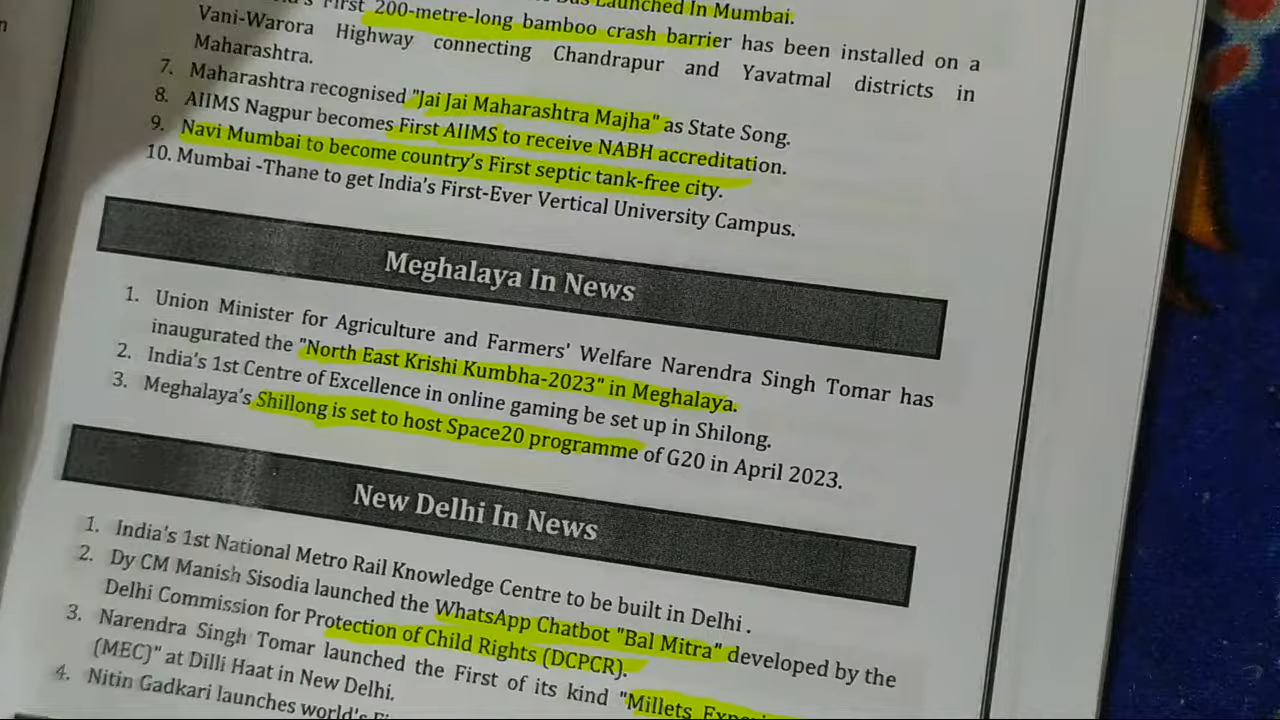 Launched In Mumbai.
First 200-metre-long bamboo crash barrier has been installed on a
Vani-Warora Highway connecting Chandrapur and Yavatmal districts in
Maharashtra.
7. Maharashtra recognised "Jai Jai Maharashtra Majha" as State Song.
8. AIIMS Nagpur becomes First AIIMS to receive NABH accreditation.
9. Navi Mumbai to become country's First septic tank-free city.
10. Mumbai -Thane to get India's First-Ever Vertical University Campus.
Meghalaya In News
1. Union Minister for Agriculture and Farmers' Welfare Narendra Singh Tomar has
inaugurated the "North East Krishi Kumbha-2023" in Meghalaya.
2. India's 1st Centre of Excellence in online gaming be set up in Shilong.
3. Meghalaya's Shillong is set to host Space20 programme of G20 in April 2023.
New Delhi In News
1. India's 1st National Metro Rail Knowledge Centre to be built in Delhi .
2. Dy CM Manish Sisodia launched the WhatsApp Chatbot "Bal Mitra" developed by the
Delhi Commission for Protection of Child Rights (DCPCR).
3. Narendra Singh Tomar launched the First of its kind "Millets
(MEC)" at Dilli Haat in New Delhi.
4. Nitin Gadkari launches world's